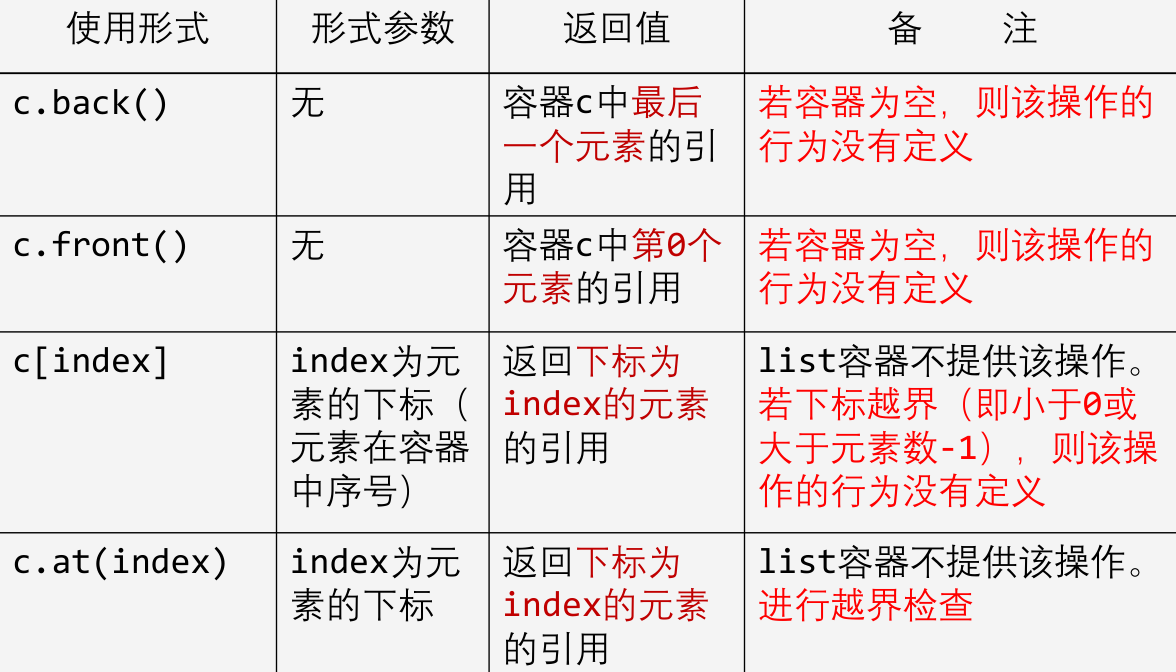 使用形式 形式参数 返回值 备 注
c.back() 无 容器c中最后 若容器为空，则该操作的
一个元素的引 行为没有定义
用
c.front() 无 容器c中第0个 若容器为空，则该操作的
元素的引用 行为没有定义
c[index] index为元 返回下标为 list容器不提供该操作。
素的下标（ index的元素 若下标越界（即小于0或
元素在容器 的引用 大于元素数-1），则该操
中序号） 作的行为没有定义
c.at(index) index为元 返回下标为 list容器不提供该操作。
素的下标 index的元素 进行越界检查
的引用